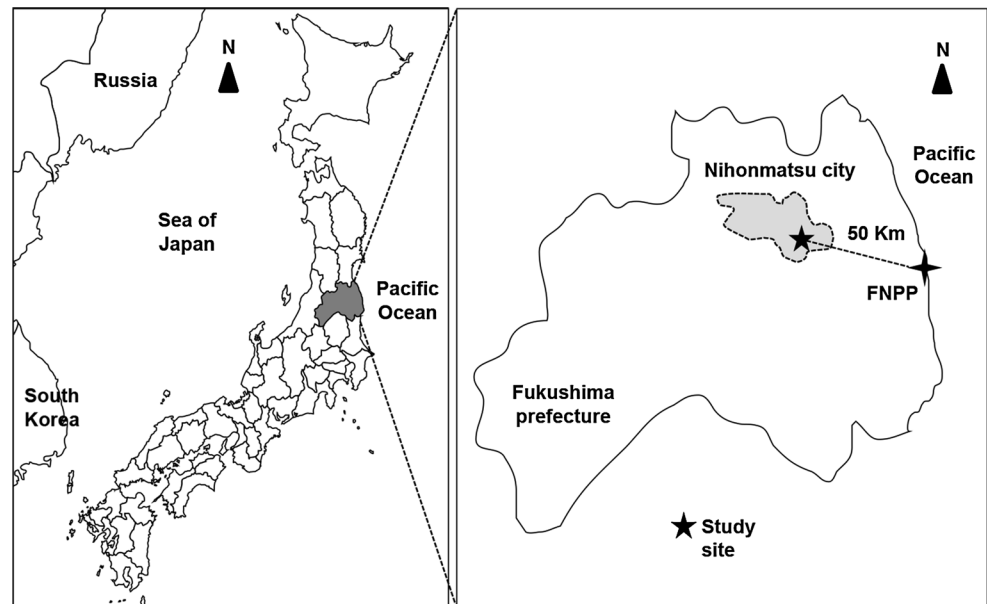 N
Russia
Sea of
Japan
Pacific
Ocean
South
Korea
N
Pacific
Ocean
Nihonmatsu city
50 Km
FNPP
Fukushima
prefecture
Study
site